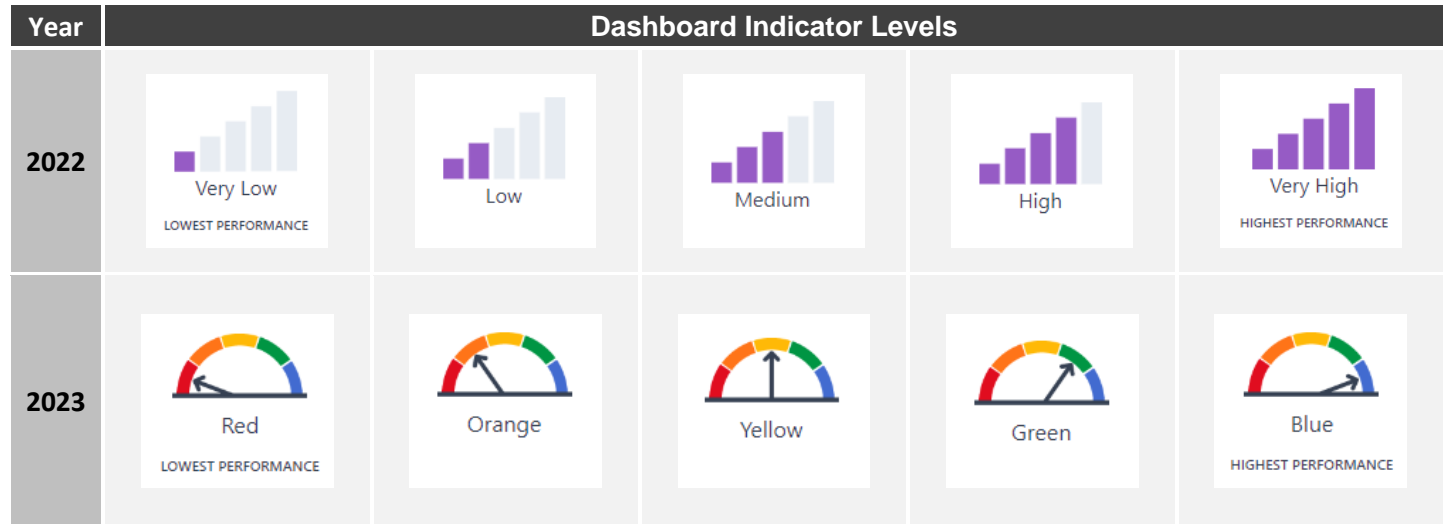 Year Dashboard Indicator Levels
2022
Very Low
LOWEST PERFORMANCE
Low
Medium
High
Very High
HIGHEST PERFORMANCE
2023
Red
LOWEST PERFORMANCE
Orange
Yellow
Green
Blue
HIGHEST PERFORMANCE